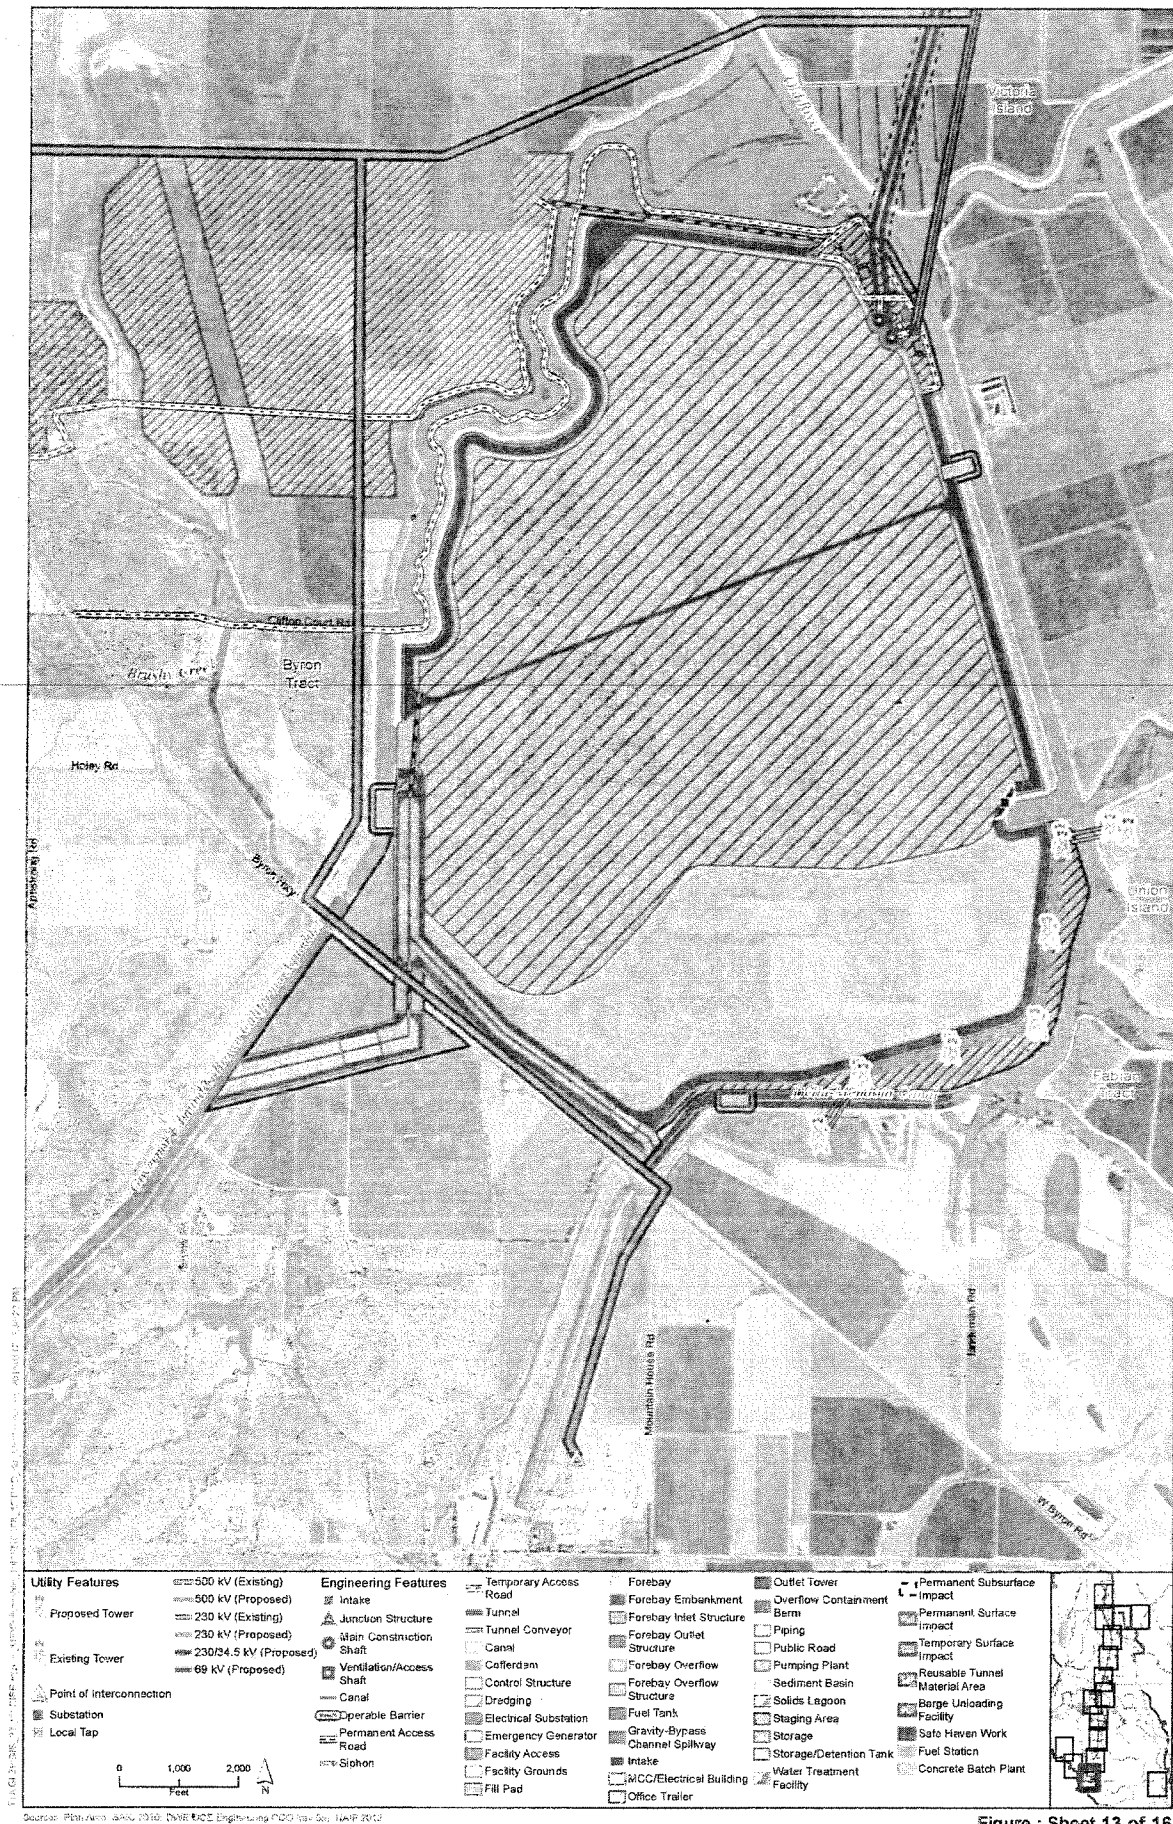 Victoria
Island
Clifton Court Rd
Byron
Tract
Holey Rd
Armstrong Rd
Byron Hwy
Union
Island
Fabian
Tract
Mountain House Rd
W Byron Rd
Utility Features
Proposed Tower
Existing Tower
Point of Interconnection
Substation
Local Tap
500 kV (Existing)
500 kV (Proposed)
230 kV (Existing)
230 kV (Proposed)
230/34.5 kV (Proposed)
69 kV (Proposed)
0 1,000 2,000
Feet
N
Engineering Features
Intake
Junction Structure
Main Construction
Shaft
Ventilation/Access
Shaft
Canal
Operable Barrier
Permanent Access
Road
Siphon
Temporary Access
Road
Tunnel
Tunnel Conveyor
Canal
Cofferdam
Control Structure
Dredging
Electrical Substation
Emergency Generator
Facility Access
Facility Grounds
Fill Pad
Forebay
Forebay Embankment
Forebay Inlet Structure
Forebay Outlet
Structure
Forebay Overflow
Forebay Overflow
Structure
Fuel Tank
Gravity-Bypass
Channel Spillway
Intake
MCC/Electrical Building
Office Trailer
Outlet Tower
Overflow Containment
Berm
Piping
Public Road
Pumping Plant
Sediment Basin
Solids Lagoon
Staging Area
Storage
Storage/Detention Tank
Water Treatment
Facility
Permanent Subsurface
Impact
Permanent Surface
Impact
Temporary Surface
Impact
Reusable Tunnel
Material Area
Barge Unloading
Facility
Safe Haven Work
Fuel Station
Concrete Batch Plant
Figure : Sheet 13 of 16